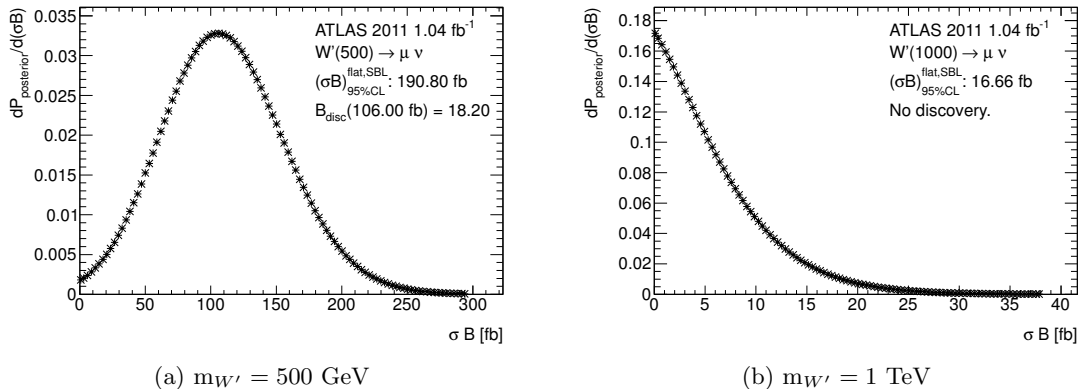 dP_posterior/d(σB)
ATLAS 2011 1.04 fb⁻¹
W'(500) → μ ν
(σB)^flat,SBL_95%CL: 190.80 fb
B_disc(106.00 fb) = 18.20
0.035
0.03
0.025
0.02
0.015
0.01
0.005
0
0 50 100 150 200 250 300
σ B [fb]
(a) m_W' = 500 GeV
dP_posterior/d(σB)
ATLAS 2011 1.04 fb⁻¹
W'(1000) → μ ν
(σB)^flat,SBL_95%CL: 16.66 fb
No discovery.
0.18
0.16
0.14
0.12
0.1
0.08
0.06
0.04
0.02
0
0 5 10 15 20 25 30 35 40
σ B [fb]
(b) m_W' = 1 TeV